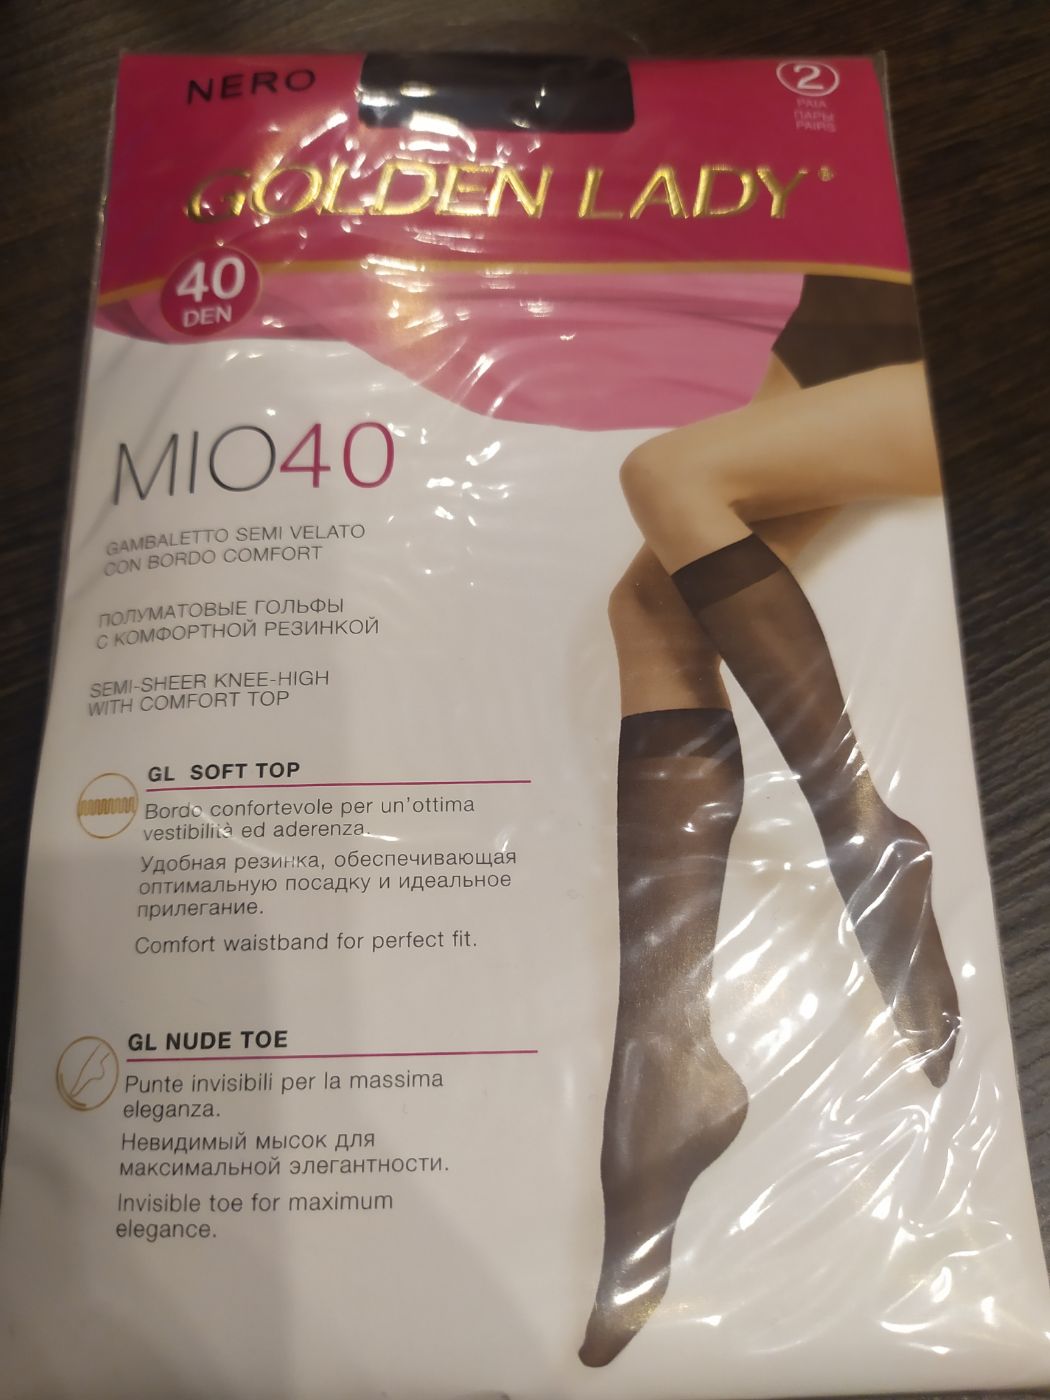 NERO
2
PAIA
ПАРЫ
PAIRS
GOLDEN LADY®
40
DEN
MIO40
GAMBALETTO SEMI VELATO
CON BORDO COMFORT
ПОЛУМАТОВЫЕ ГОЛЬФЫ
С КОМФОРТНОЙ РЕЗИНКОЙ
SEMI-SHEER KNEE-HIGH
WITH COMFORT TOP
GL SOFT TOP
Bordo confortevole per un'ottima
vestibilità ed aderenza.
Удобная резинка, обеспечивающая
оптимальную посадку и идеальное
прилегание.
Comfort waistband for perfect fit.
GL NUDE TOE
Punte invisibili per la massima
eleganza.
Невидимый мысок для
максимальной элегантности.
Invisible toe for maximum
elegance.